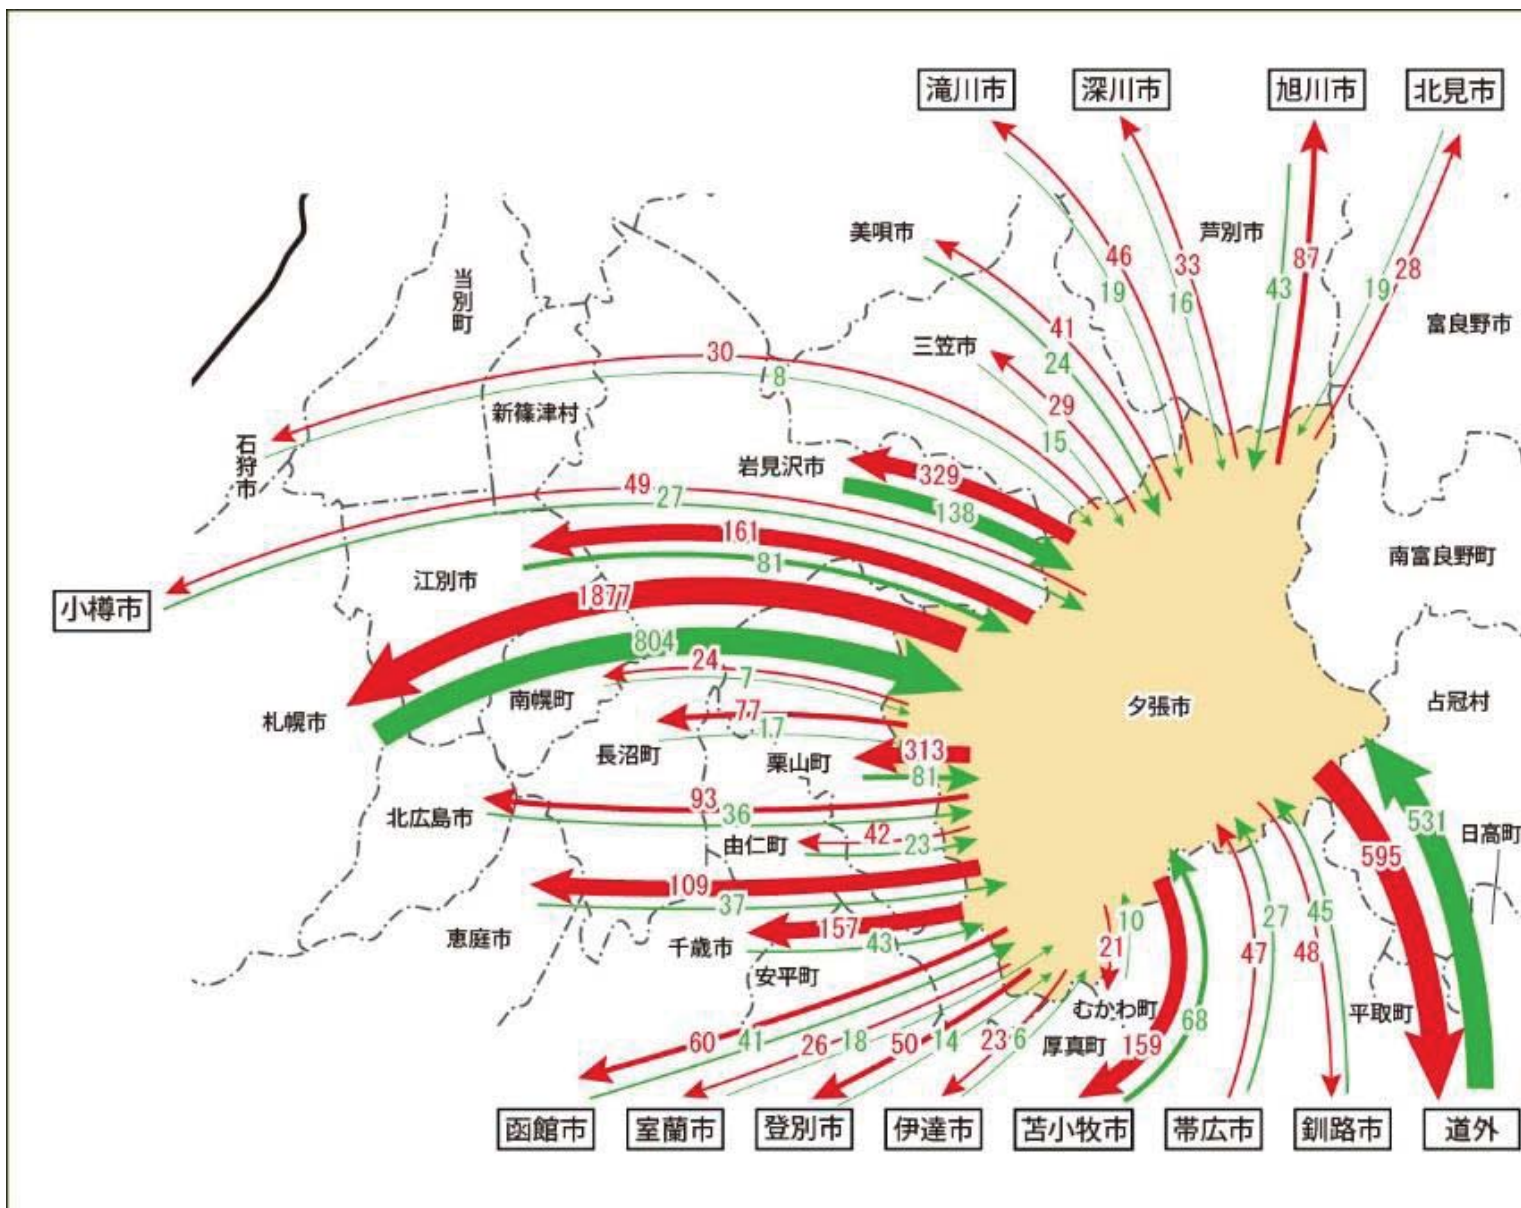 滝川市
深川市
旭川市
北見市
美唄市
芦別市
当別町
46
33
87
28
19
16
43
19
富良野市
三笠市
41
24
30
8
新篠津村
29
15
石狩市
岩見沢市
329
138
49
27
161
81
南富良野町
江別市
小樽市
1877
804
24
7
南幌町
札幌市
77
17
夕張市
占冠村
長沼町
栗山町
313
81
93
36
北広島市
由仁町
42
23
531
日高町
595
109
37
恵庭市
千歳市
157
43
安平町
10
21
27
45
47
48
むかわ町
68
平取町
厚真町
159
60
41
26
18
50
14
23
6
函館市
室蘭市
登別市
伊達市
苫小牧市
帯広市
釧路市
道外